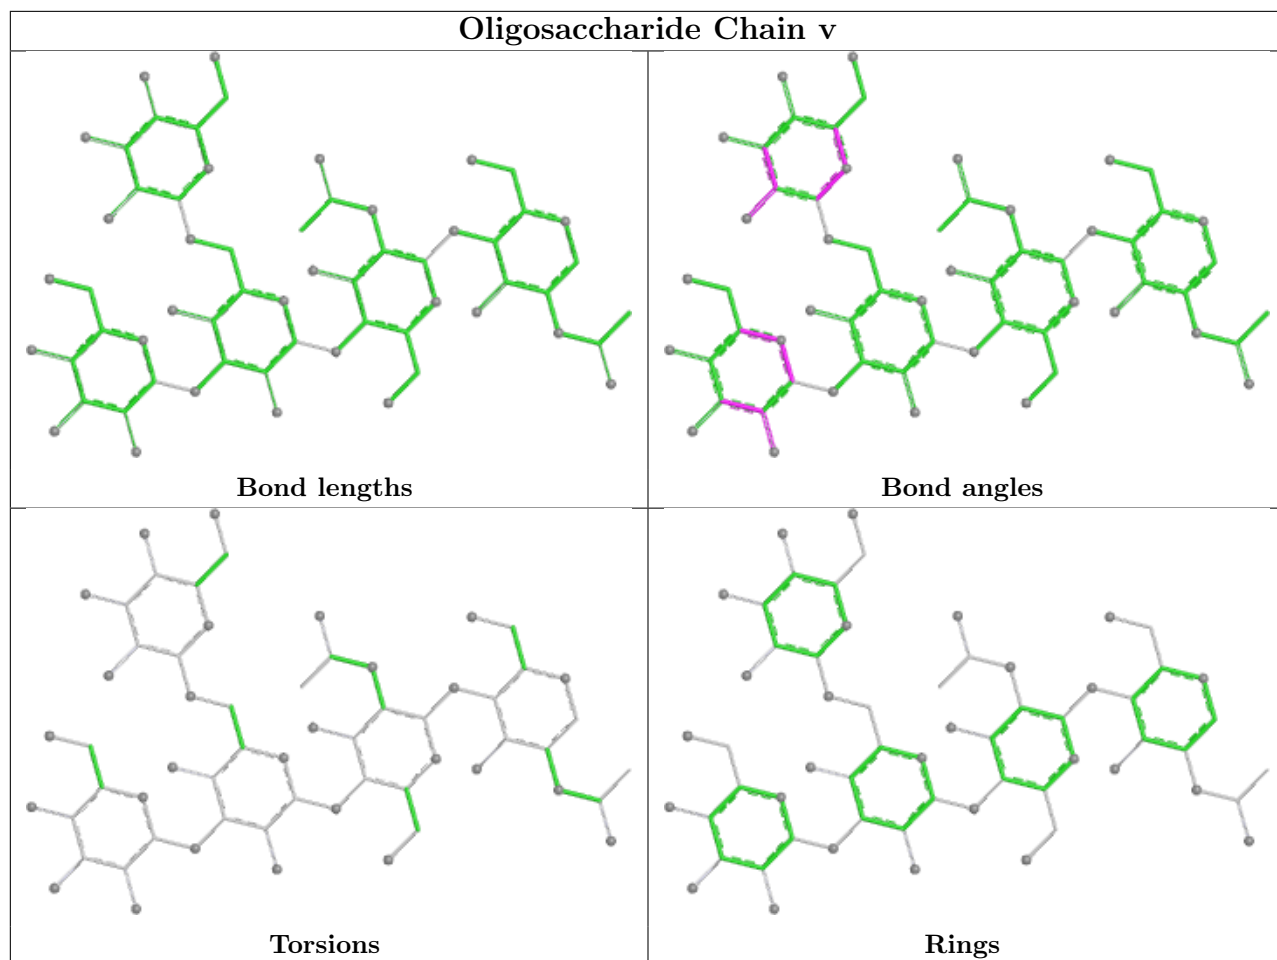 Oligosaccharide Chain v
Bond lengths
Bond angles
Torsions
Rings